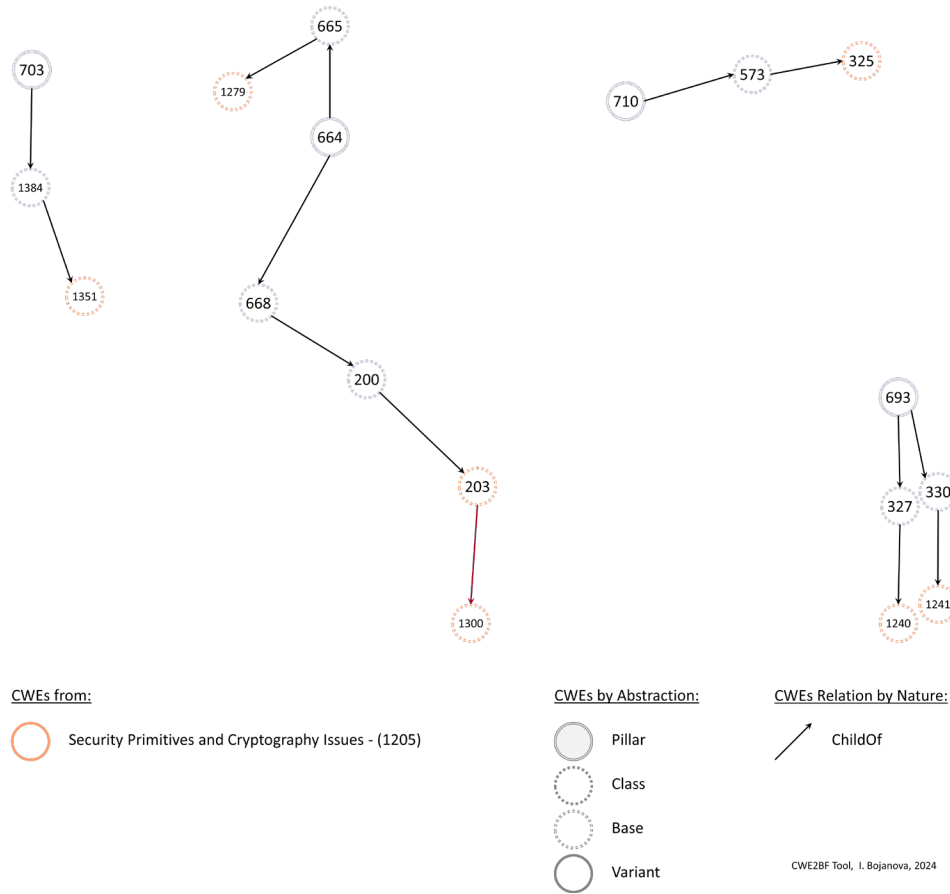 665
703
573
325
1279
710
664
1384
1351
668
200
693
203
330
327
1241
1300
1240
CWEs from:
CWEs by Abstraction:
CWEs Relation by Nature:
Security Primitives and Cryptography Issues - (1205)
Pillar
ChildOf
Class
Base
Variant
CWE2BF Tool, I. Bojanova, 2024